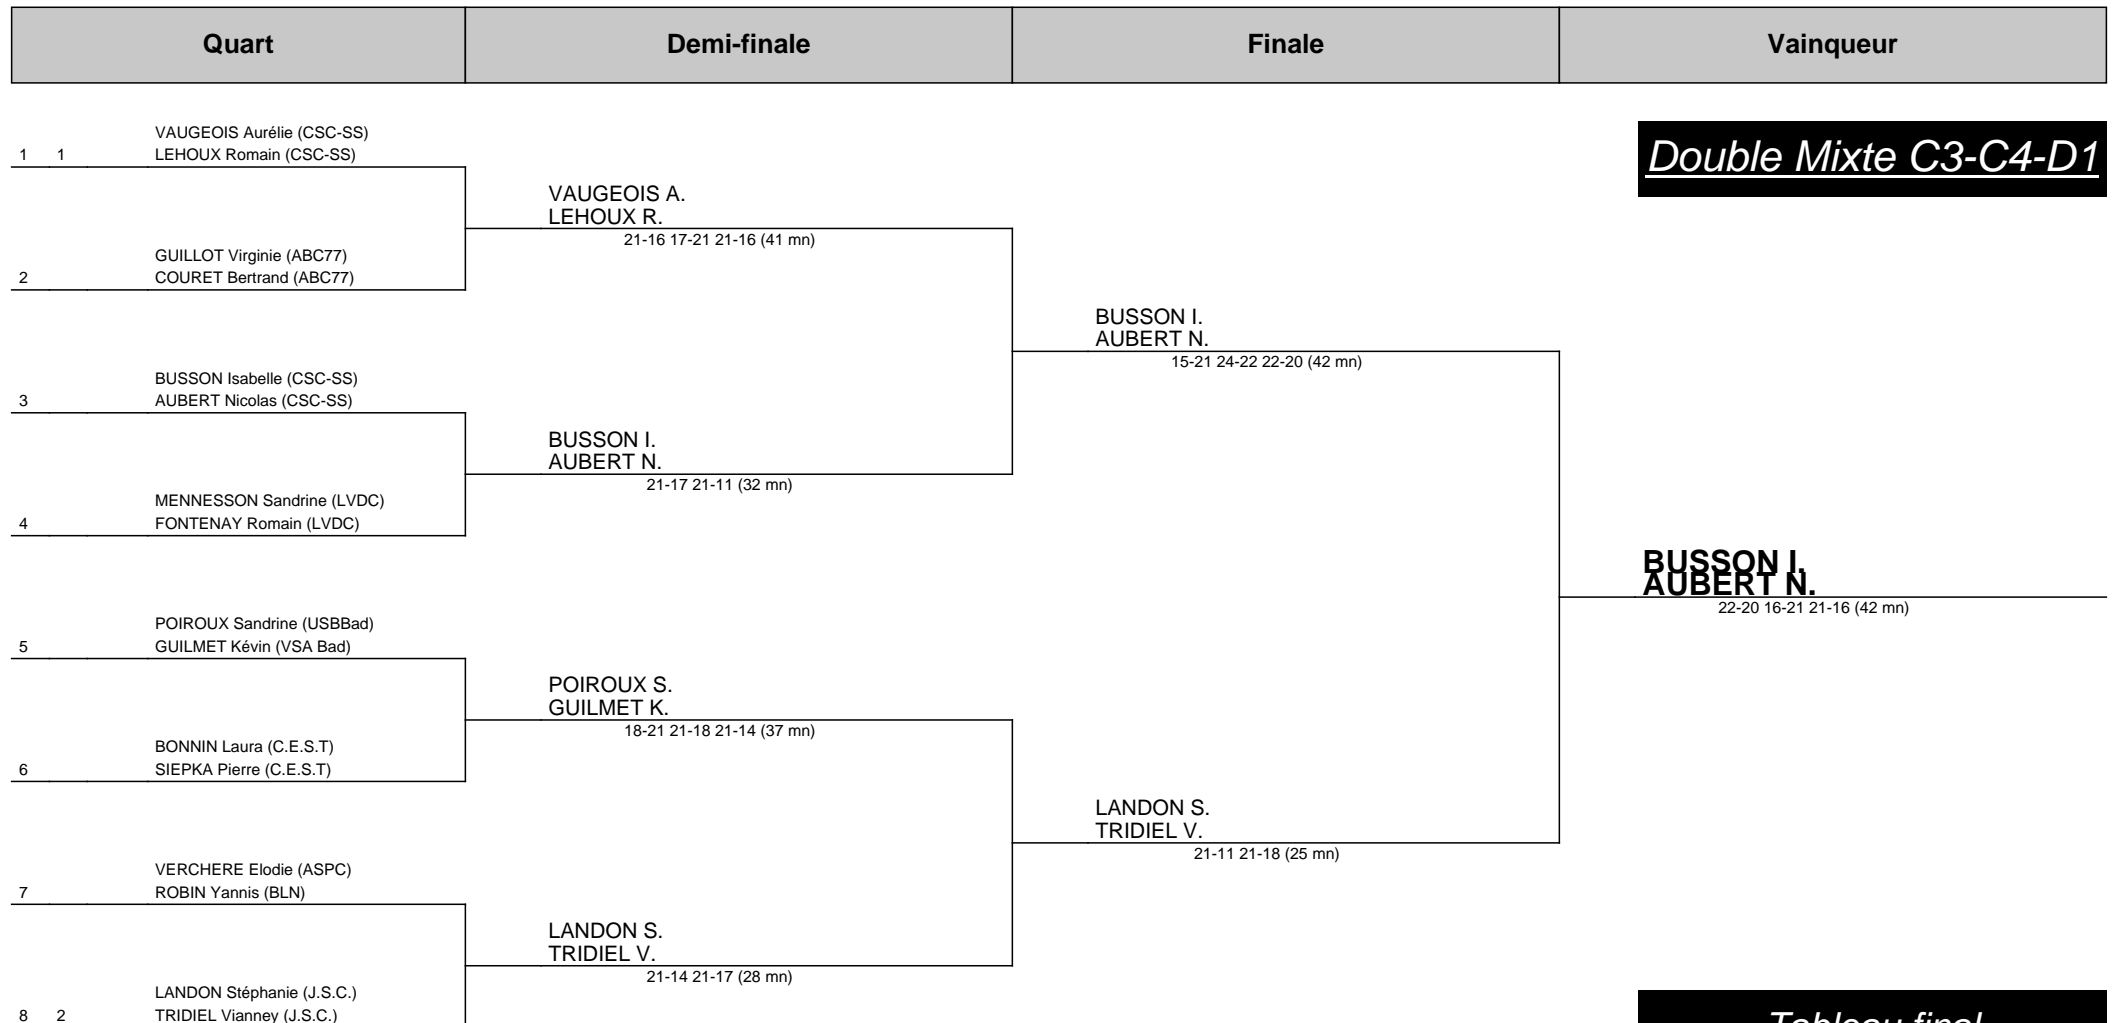 Quart Demi-finale Finale Vainqueur
Double Mixte C3-C4-D1
VAUGEOIS Aurélie (CSC-SS)
1 1 LEHOUX Romain (CSC-SS)
VAUGEOIS A.
LEHOUX R.
21-16 17-21 21-16 (41 mn)
GUILLOT Virginie (ABC77)
2 COURET Bertrand (ABC77)
BUSSON I.
AUBERT N.
15-21 24-22 22-20 (42 mn)
BUSSON Isabelle (CSC-SS)
3 AUBERT Nicolas (CSC-SS)
BUSSON I.
AUBERT N.
21-17 21-11 (32 mn)
MENNESSON Sandrine (LVDC)
4 FONTENAY Romain (LVDC)
BUSSON I.
AUBERT N.
22-20 16-21 21-16 (42 mn)
POIROUX Sandrine (USBBad)
5 GUILMET Kévin (VSA Bad)
POIROUX S.
GUILMET K.
18-21 21-18 21-14 (37 mn)
BONNIN Laura (C.E.S.T)
6 SIEPKA Pierre (C.E.S.T)
LANDON S.
TRIDIEL V.
21-11 21-18 (25 mn)
VERCHERE Elodie (ASPC)
7 ROBIN Yannis (BLN)
LANDON S.
TRIDIEL V.
21-14 21-17 (28 mn)
LANDON Stéphanie (J.S.C.)
8 2 TRIDIEL Vianney (J.S.C.)
Tableau final